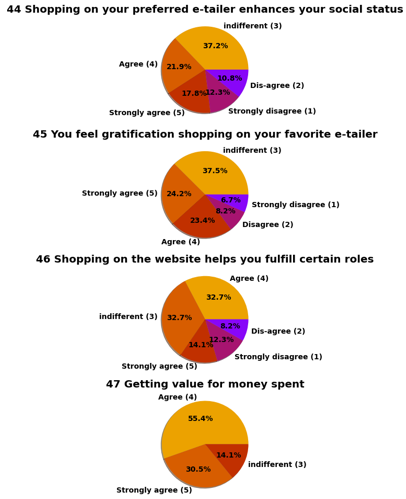 44 Shopping on your preferred e-tailer enhances your social status
indifferent (3)
37.2%
Agree (4)
21.9%
10.8%
Dis-agree (2)
17.8%
12.3%
Strongly agree (5)
Strongly disagree (1)
45 You feel gratification shopping on your favorite e-tailer
indifferent (3)
37.5%
Strongly agree (5)
24.2%
6.7%
Strongly disagree (1)
8.2%
23.4%
Disagree (2)
Agree (4)
46 Shopping on the website helps you fulfill certain roles
Agree (4)
32.7%
indifferent (3)
32.7%
8.2%
Dis-agree (2)
14.1%
12.3%
Strongly disagree (1)
Strongly agree (5)
47 Getting value for money spent
Agree (4)
55.4%
14.1%
indifferent (3)
30.5%
Strongly agree (5)